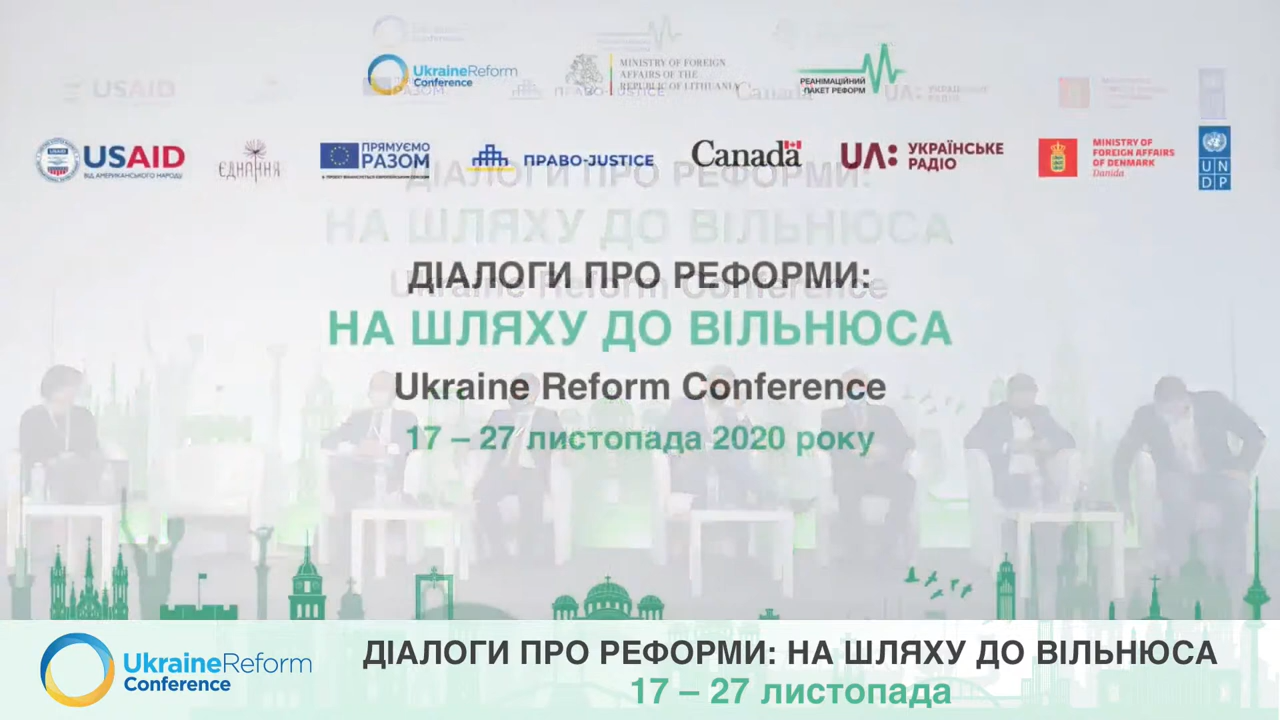 UkraineReform
Conference
MINISTRY OF FOREIGN
AFFAIRS OF THE
REPUBLIC OF LITHUANIA
РЕАНІМАЦІЙНИЙ
ПАКЕТ РЕФОРМ
USAID
ВІД АМЕРИКАНСЬКОГО НАРОДУ
ЄДНАННЯ
ПРЯМУЄМО
РАЗОМ
ПРАВО-JUSTICE
Canada
UA: УКРАЇНСЬКЕ
РАДІО
MINISTRY OF
FOREIGN AFFAIRS
OF DENMARK
Danida
U N
D P
ДІАЛОГИ ПРО РЕФОРМИ:
НА ШЛЯХУ ДО ВІЛЬНЮСА
Ukraine Reform Conference
17 – 27 листопада 2020 року
UkraineReform
Conference
ДІАЛОГИ ПРО РЕФОРМИ: НА ШЛЯХУ ДО ВІЛЬНЮСА
17 – 27 листопада